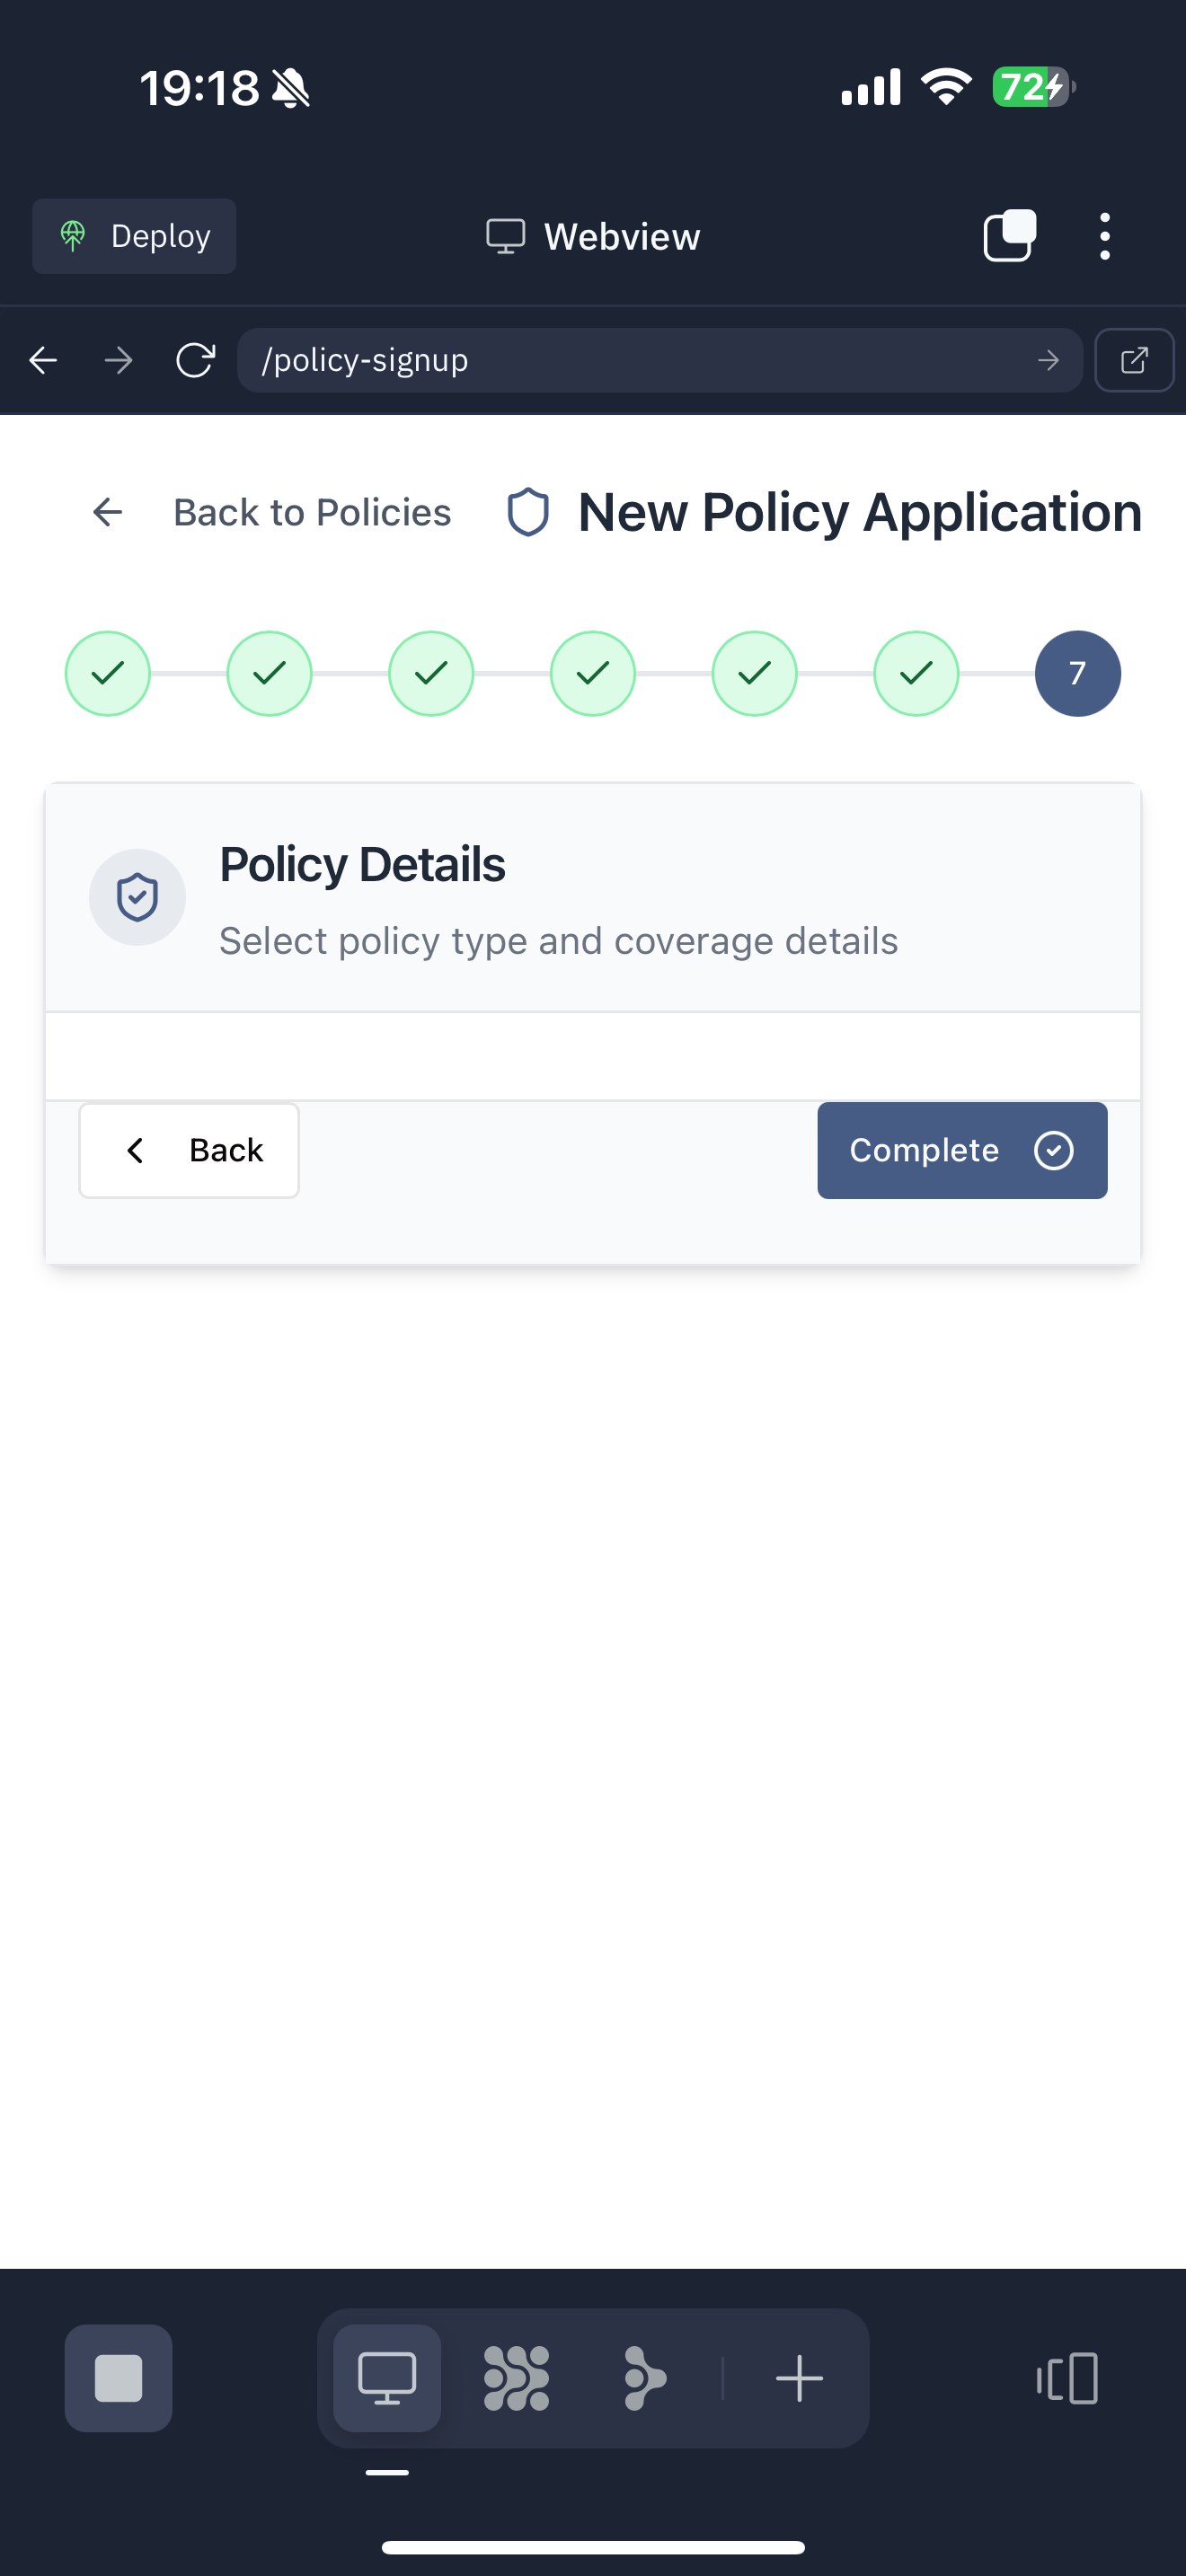 19:18
72
Deploy
Webview
/policy-signup
Back to Policies
New Policy Application
7
Policy Details
Select policy type and coverage details
Back
Complete